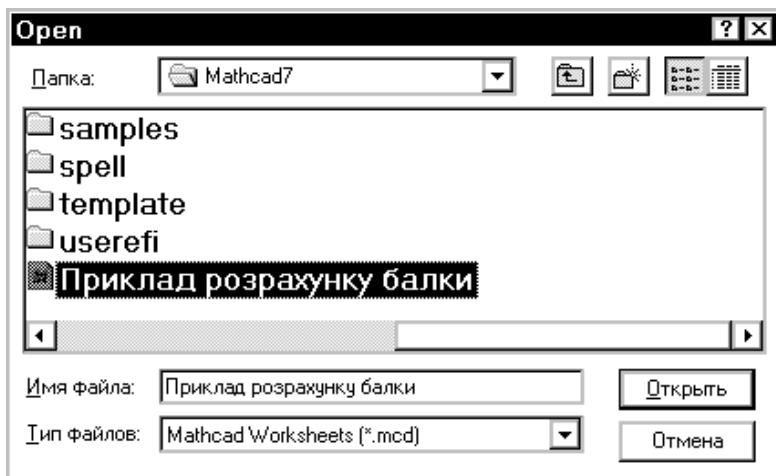 Open
Папка: Mathcad7
samples
spell
template
userefi
Приклад розрахунку балки
Имя файла: Приклад розрахунку балки Открыть
Тип файлов: Mathcad Worksheets (*.mcd) Отмена